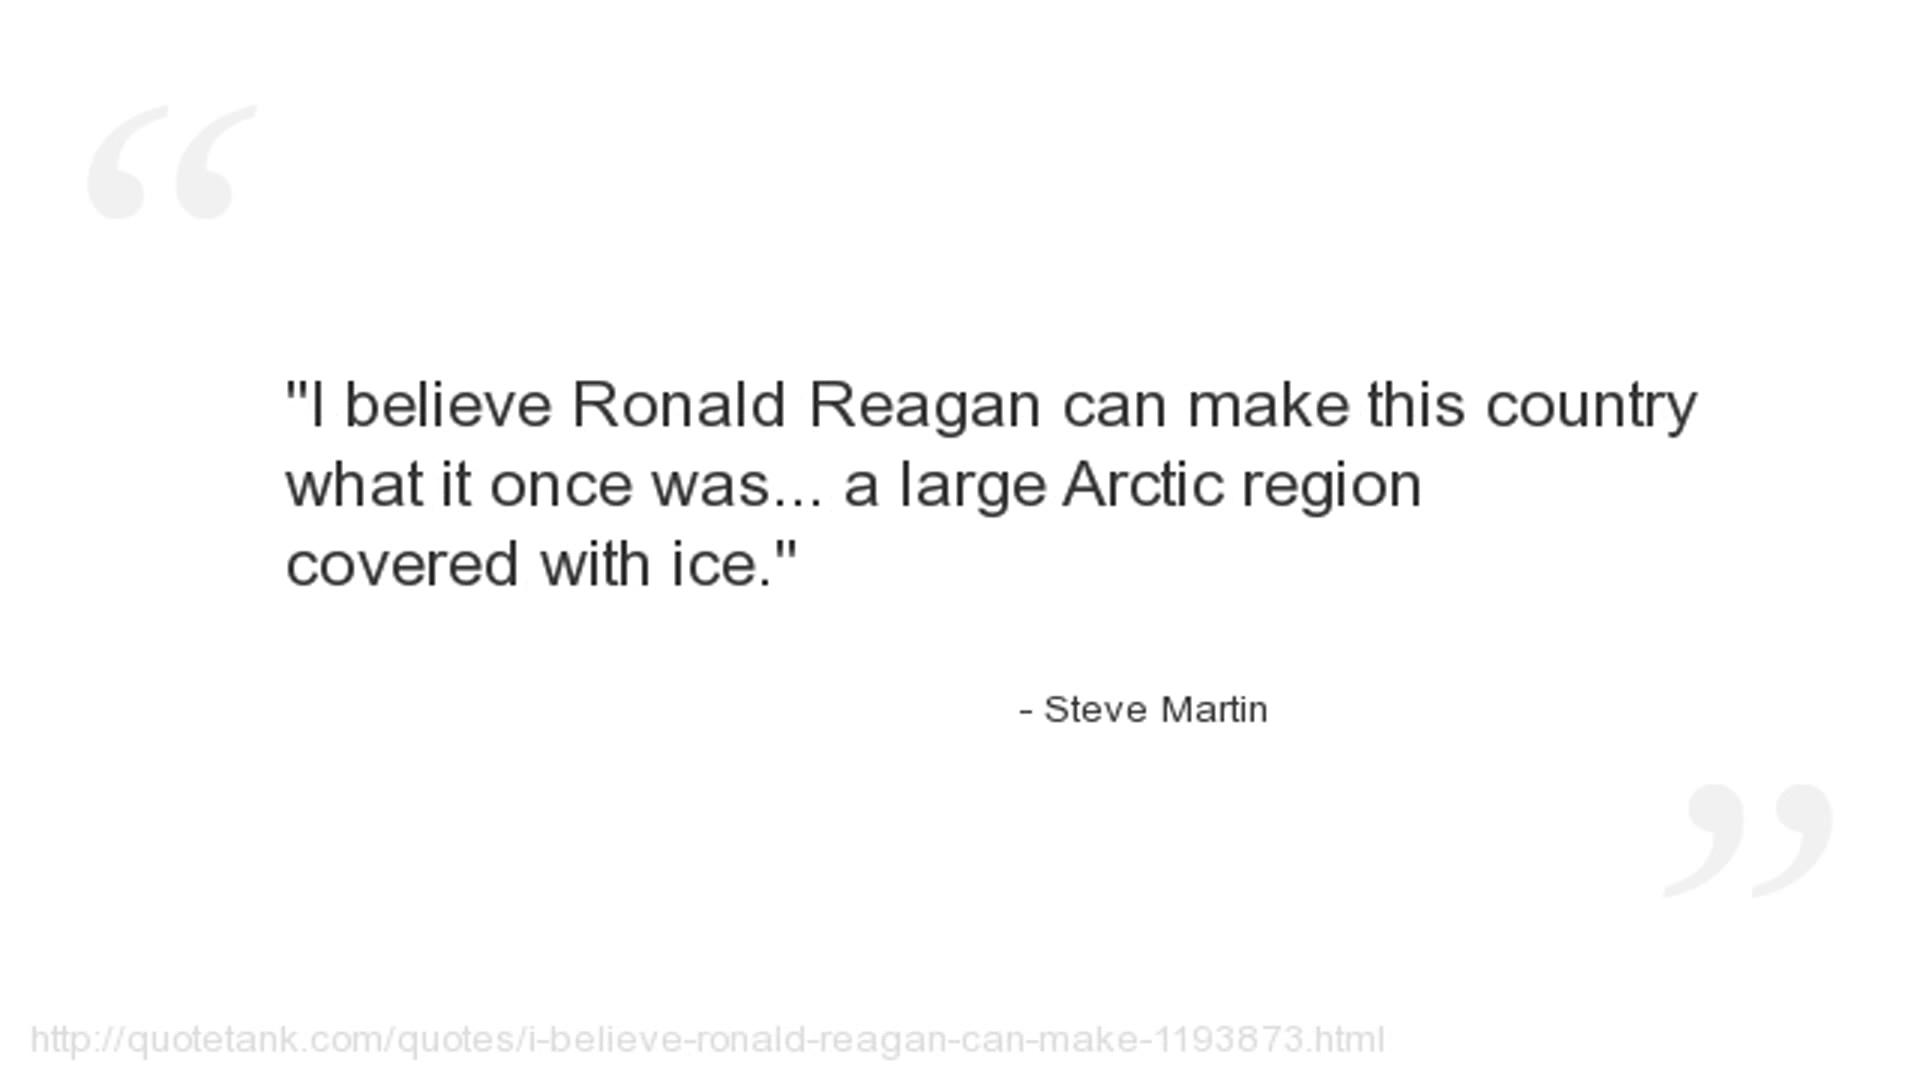 "I believe Ronald Reagan can make this country
what it once was... a large Arctic region
covered with ice."
- Steve Martin
http://quotetank.com/quotes/i-believe-ronald-reagan-can-make-1193873.html